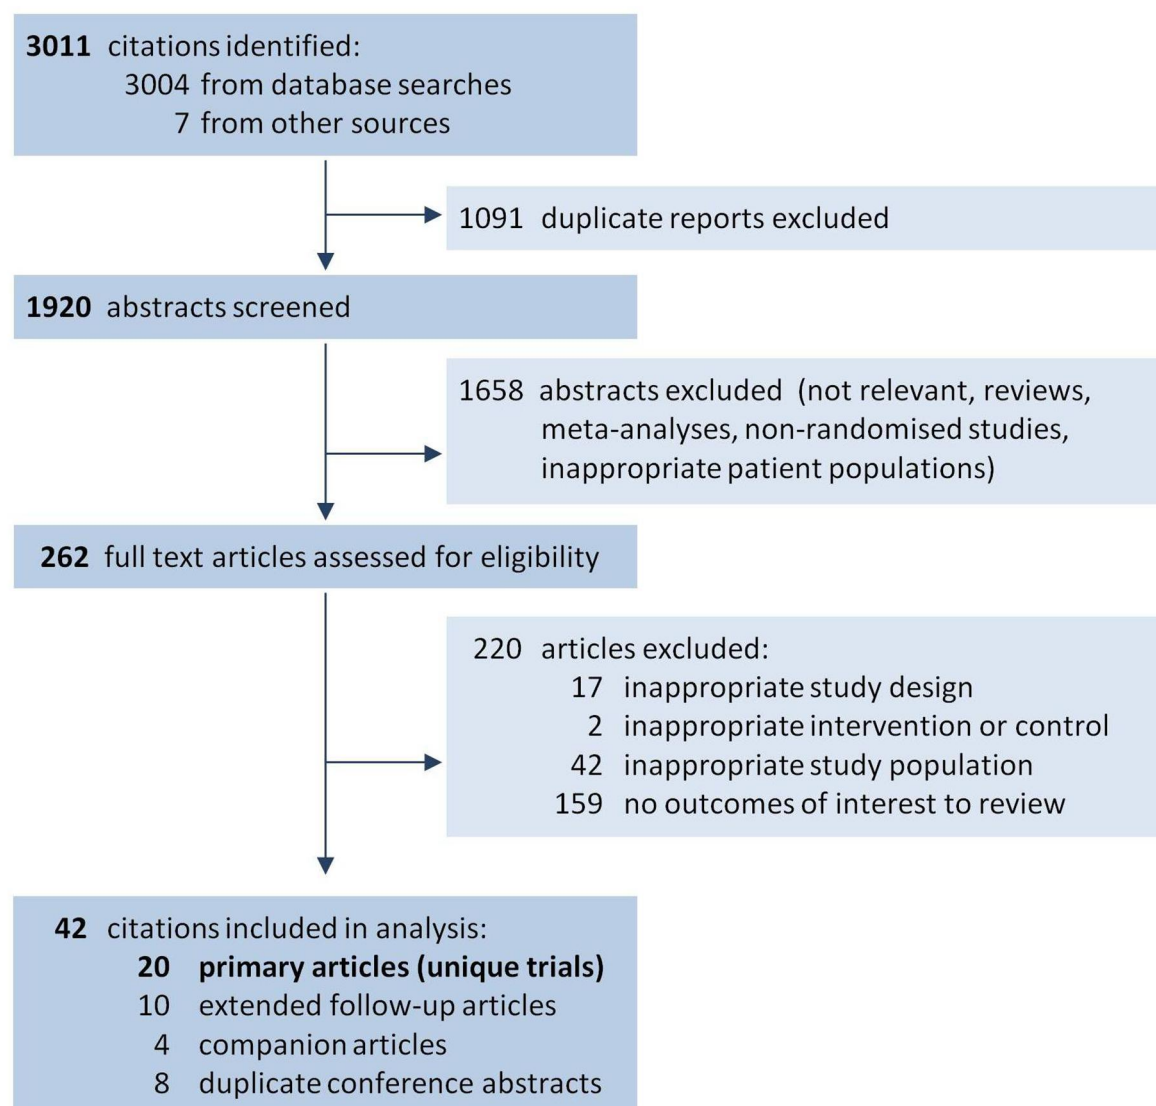 3011 citations identified:
3004 from database searches
7 from other sources
1091 duplicate reports excluded
1920 abstracts screened
1658 abstracts excluded (not relevant, reviews,
meta-analyses, non-randomised studies,
inappropriate patient populations)
262 full text articles assessed for eligibility
220 articles excluded:
17 inappropriate study design
2 inappropriate intervention or control
42 inappropriate study population
159 no outcomes of interest to review
42 citations included in analysis:
20 primary articles (unique trials)
10 extended follow-up articles
4 companion articles
8 duplicate conference abstracts